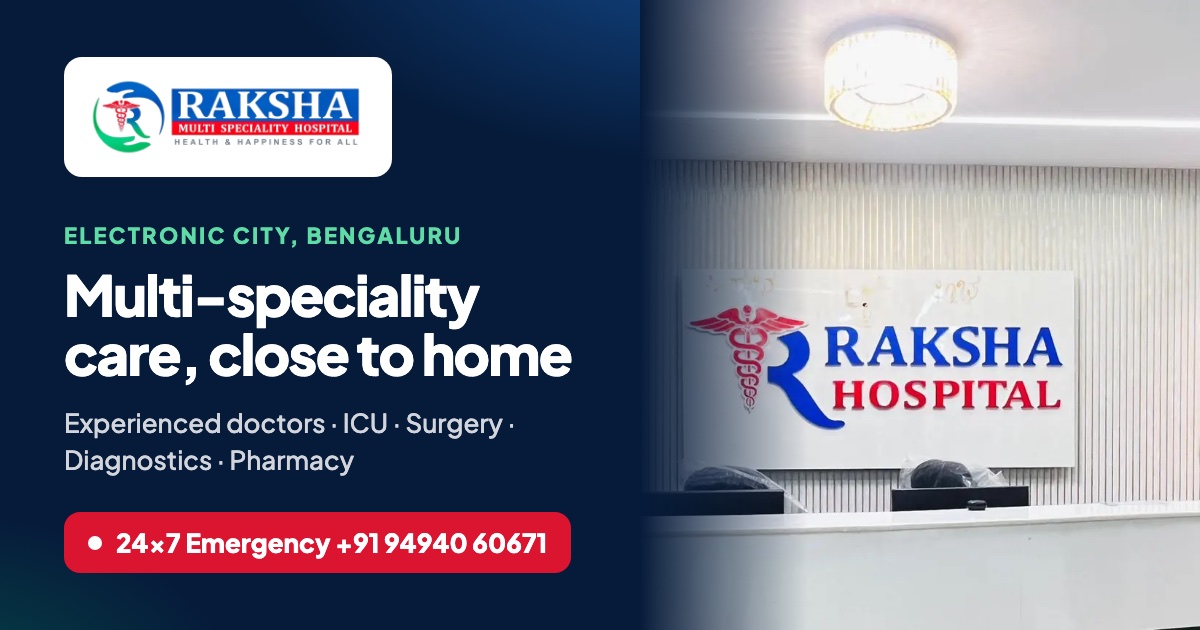 RAKSHA
MULTI SPECIALITY HOSPITAL
HEALTH & HAPPINESS FOR ALL
ELECTRONIC CITY, BENGALURU
Multi-speciality
care, close to home
Experienced doctors · ICU · Surgery ·
Diagnostics · Pharmacy
24×7 Emergency +91 94940 60671
RAKSHA
HOSPITAL